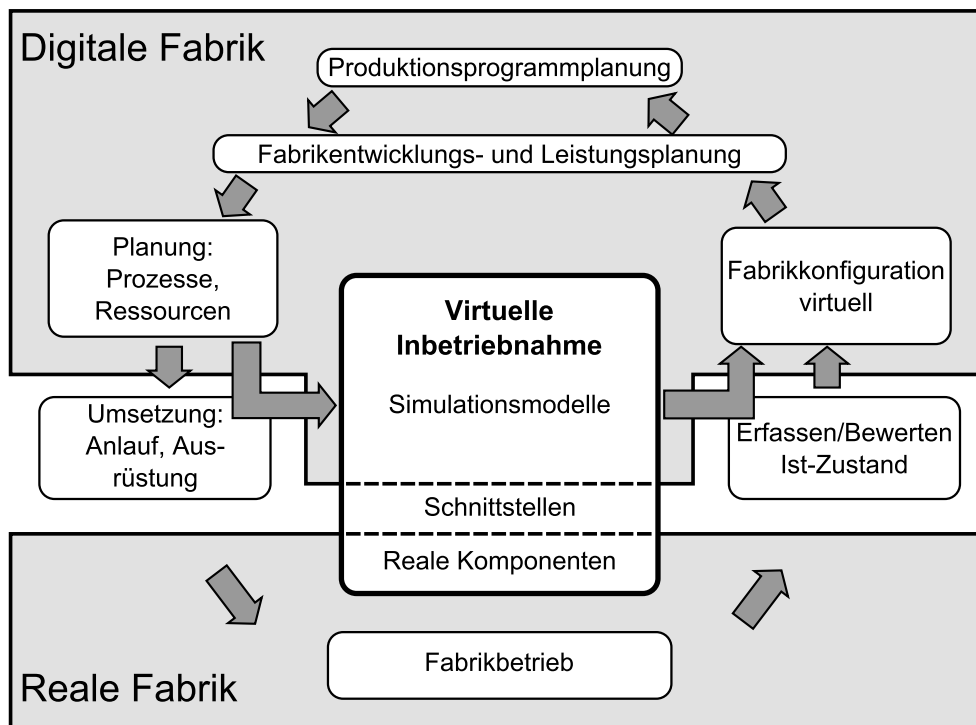 Digitale Fabrik
Produktionsprogrammplanung
Fabrikentwicklungs- und Leistungsplanung
Planung:
Prozesse,
Ressourcen
Virtuelle
Inbetriebnahme
Simulationsmodelle
Fabrikkonfiguration
virtuell
Umsetzung:
Anlauf, Aus-
rüstung
Erfassen/Bewerten
Ist-Zustand
Schnittstellen
Reale Komponenten
Fabrikbetrieb
Reale Fabrik